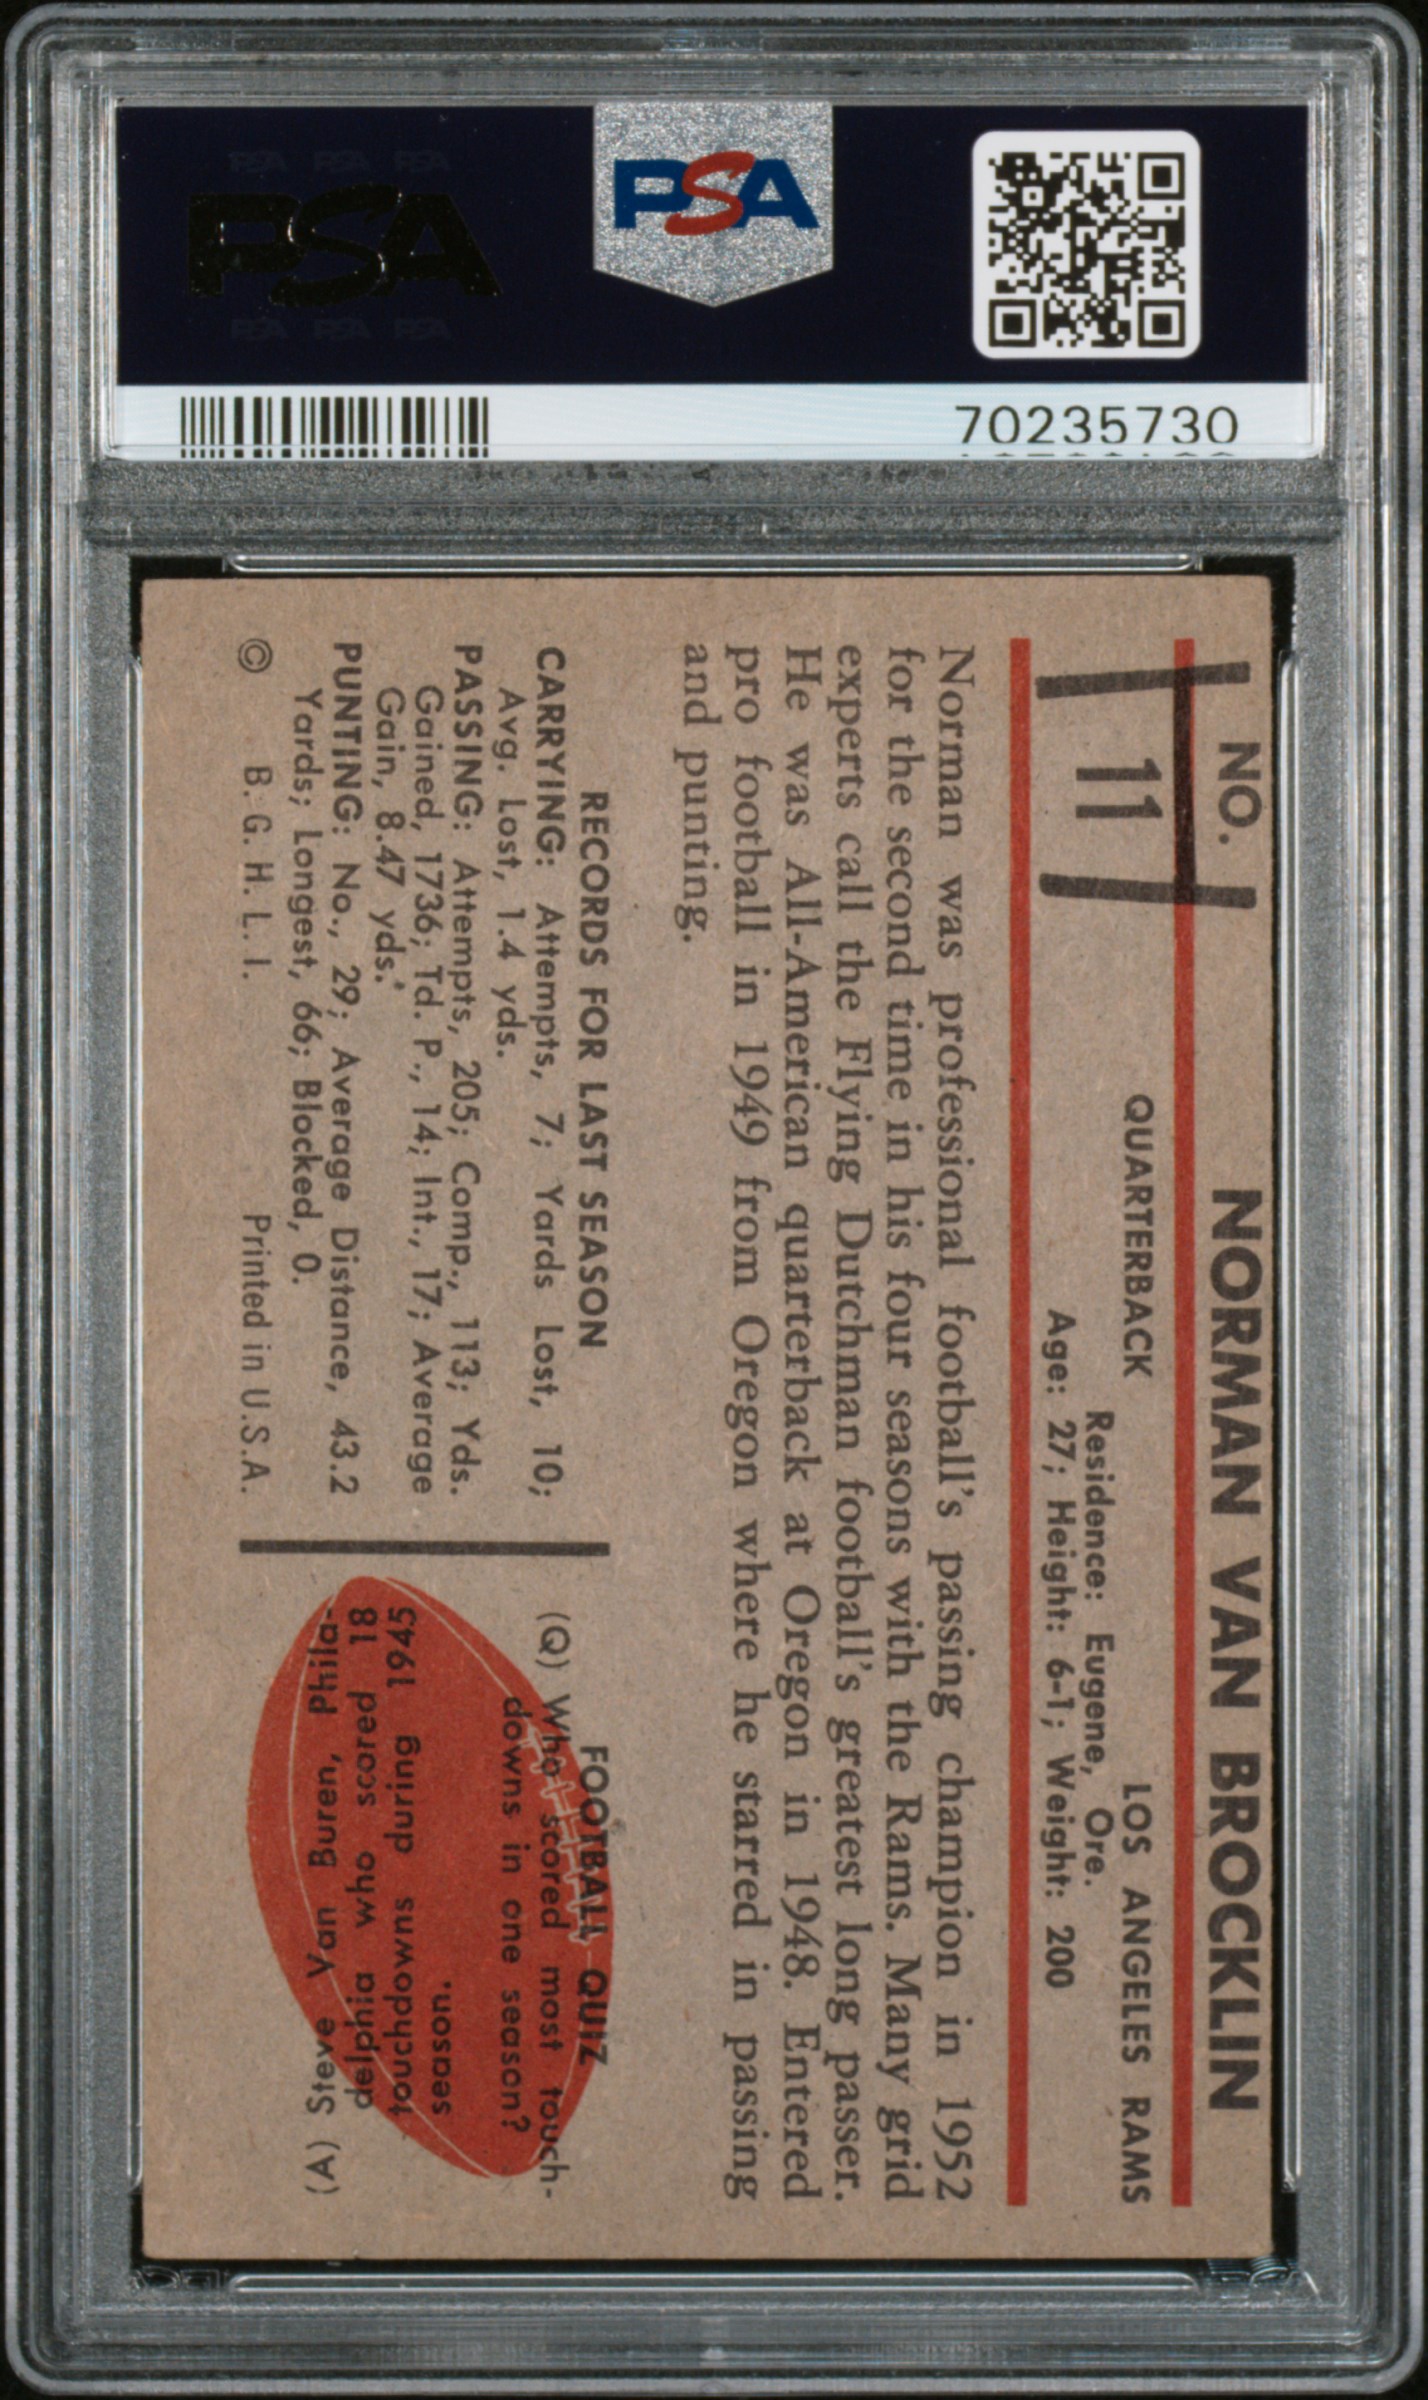 PSA PSA PSA
PSA
PSA PSA PSA
PSA
70235730
NO.
11
NORMAN VAN BROCKLIN
QUARTERBACK
LOS ANGELES RAMS
Residence: Eugene, Ore.
Age: 27; Height: 6-1; Weight: 200
Norman was professional football's passing champion in 1952
for the second time in his four seasons with the Rams. Many grid
experts call the Flying Dutchman football's greatest long passer.
He was All-American quarterback at Oregon in 1948. Entered
pro football in 1949 from Oregon where he starred in passing
and punting.
RECORDS FOR LAST SEASON
CARRYING: Attempts, 7; Yards Lost, 10;
Avg. Lost, 1.4 yds.
PASSING: Attempts, 205; Comp., 113; Yds.
Gained, 1736; Td. P., 14; Int., 17; Average
Gain, 8.47 yds.
PUNTING: No., 29; Average Distance, 43.2
Yards; Longest, 66; Blocked, 0.
© B. G. H. L. I. Printed in U.S.A.
FOOTBALL QUIZ
(Q) Who scored most touch-
downs in one season?
(A) Steve Van Buren, Phila-
delphia who scored 18
touchdowns during 1945
season.